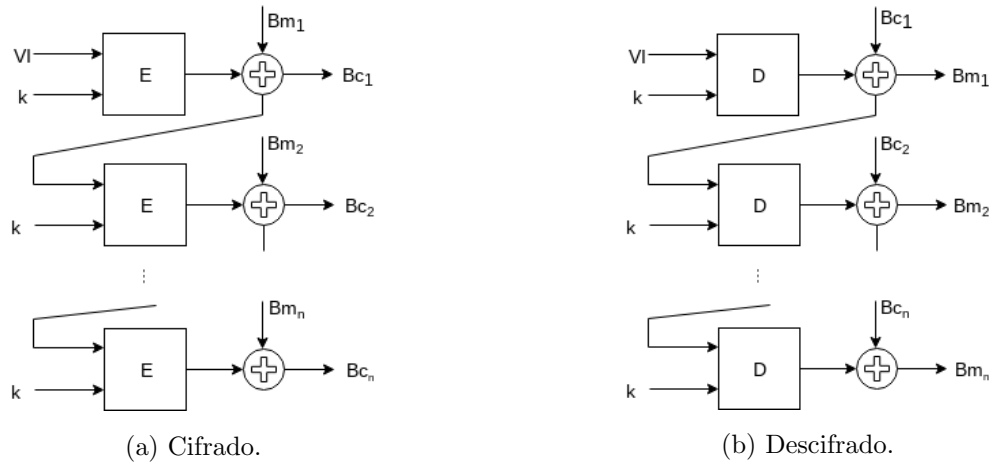 Bm1
VI
E
Bc1
k
Bm2
E
Bc2
k
⋮
Bmn
E
Bcn
k
(a) Cifrado.
Bc1
VI
D
Bm1
k
Bc2
D
Bm2
k
⋮
Bcn
D
Bmn
k
(b) Descifrado.